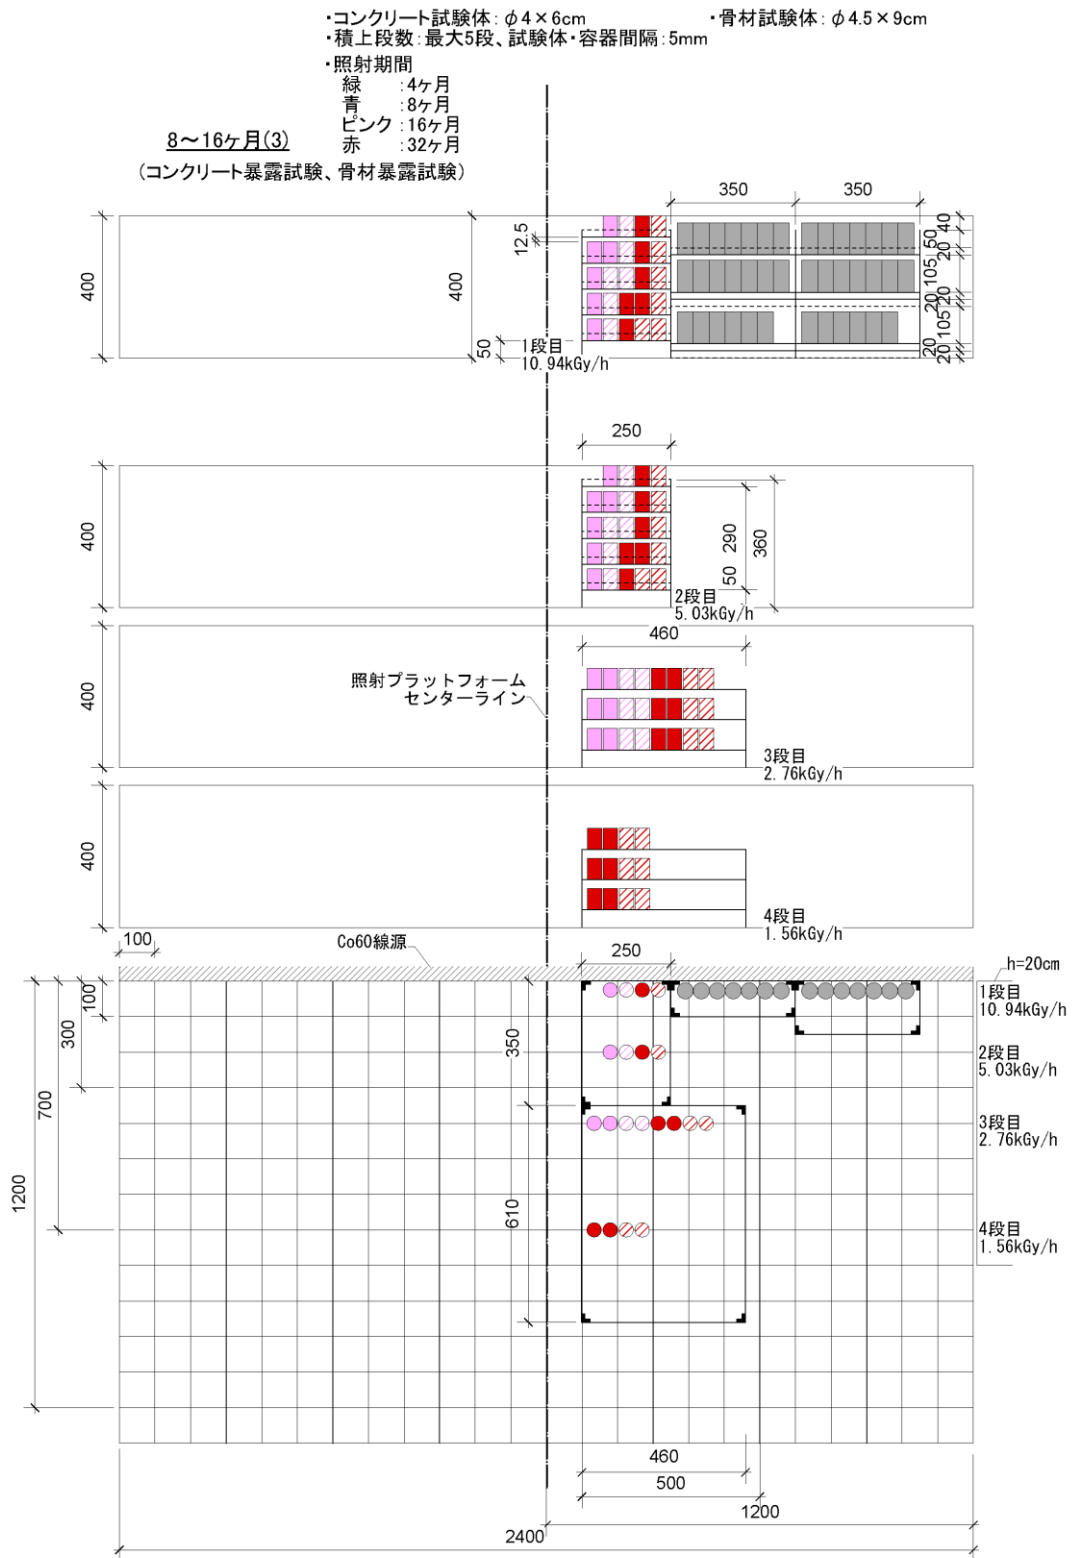 ・コンクリート試験体：φ4×6cm ・骨材試験体：φ4.5×9cm
・積上段数：最大5段、試験体・容器間隔：5mm
・照射期間
緑 ：4ヶ月
青 ：8ヶ月
ピンク ：16ヶ月
赤 ：32ヶ月
8～16ヶ月(3)
(コンクリート暴露試験、骨材暴露試験)
350 350
400
400
12.5
50
40
50
20
105
20
20
105
20
20
1段目
10.94kGy/h
250
400
290
50
360
2段目
5.03kGy/h
460
400
照射プラットフォーム
センターライン
3段目
2.76kGy/h
400
4段目
1.56kGy/h
100
Co60線源
250
h=20cm
1段目
10.94kGy/h
100
300
350
2段目
5.03kGy/h
700
3段目
2.76kGy/h
1200
610
4段目
1.56kGy/h
460
500
1200
2400